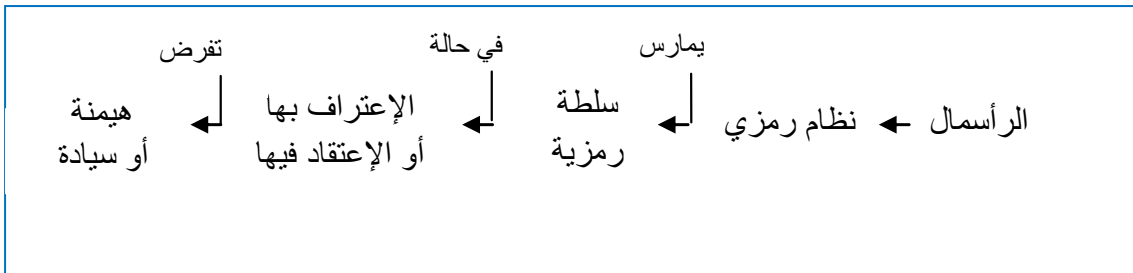 يمارس
في حالة
تفرض
الرأسمال
نظام رمزي
سلطة
رمزية
الإعتراف بها
أو الإعتقاد فيها
هيمنة
أو سيادة